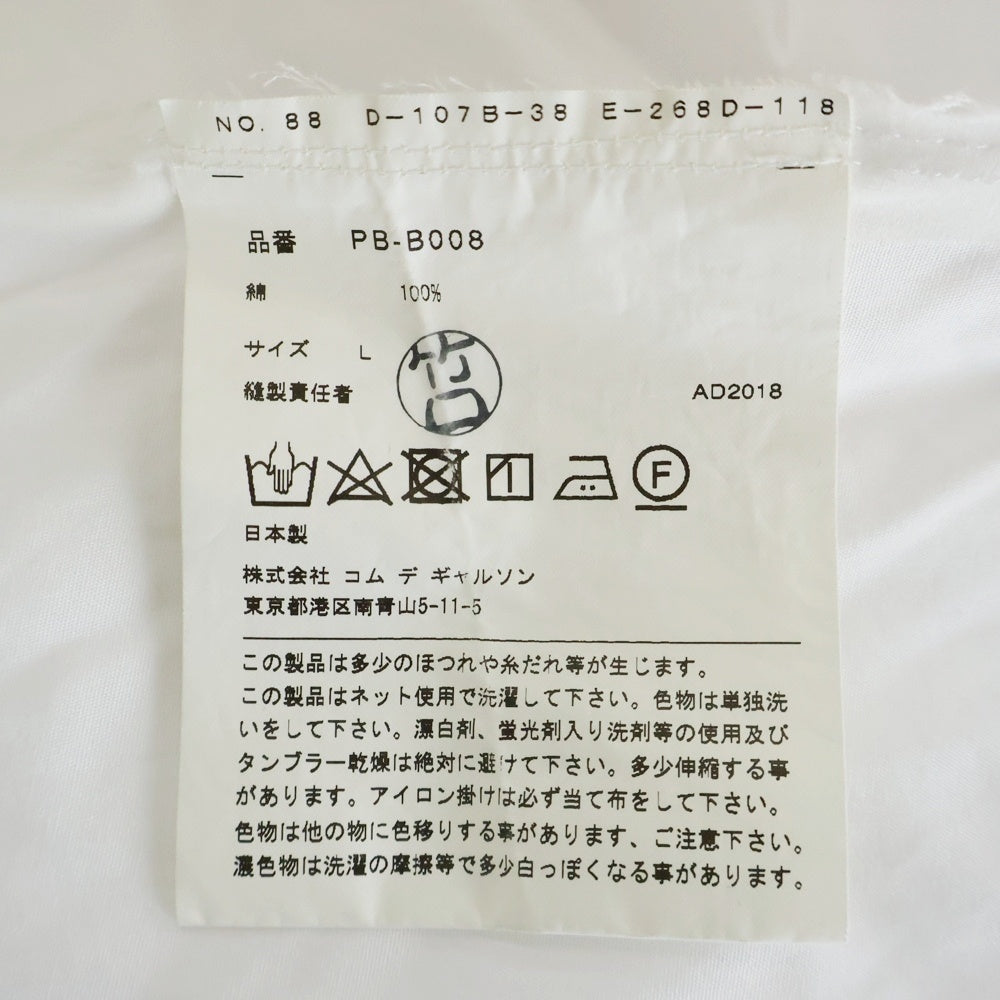 NO. 88 D-107B-38 E-268D-118
品番 PB-B008
綿 100%
サイズ L
竹口
縫製責任者 AD2018
F
日本製
株式会社 コム デ ギャルソン
東京都港区南青山5-11-5
この製品は多少のほつれや糸だれ等が生じます。
この製品はネット使用で洗濯して下さい。色物は単独洗
いをして下さい。漂白剤、蛍光剤入り洗剤等の使用及び
タンブラー乾燥は絶対に避けて下さい。多少伸縮する事
があります。アイロン掛けは必ず当て布をして下さい。
色物は他の物に色移りする事があります、ご注意下さい。
濃色物は洗濯の摩擦等で多少白っぽくなる事があります。